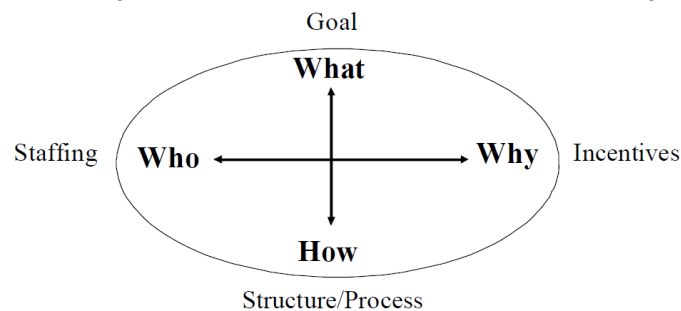 Goal
What
Staffing Who Why Incentives
How
Structure/Process